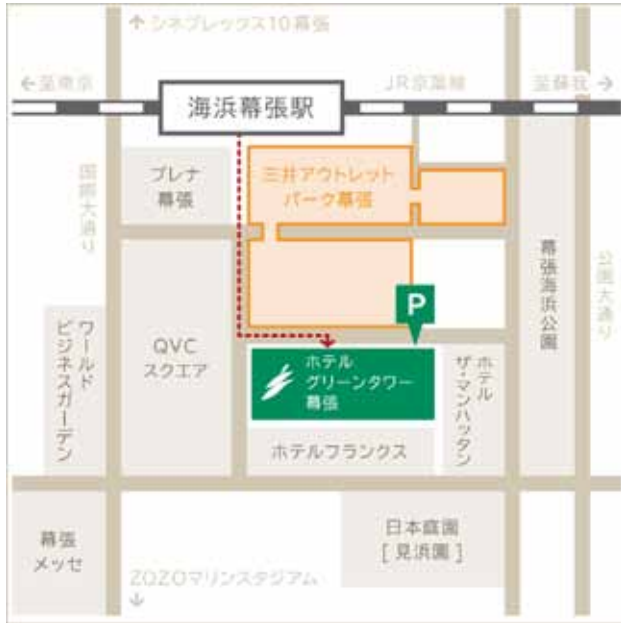 ↑ シネプレックス10幕張
←至東京
JR京葉線
至蘇我→
海浜幕張駅
国際大通り
プレナ
幕張
三井アウトレット
パーク幕張
幕張海浜公園
公園大通り
P
ワールド
ビジネスガーデン
QVC
スクエア
ホテル
グリーンタワー
幕張
ホテル
ザ・マンハッタン
ホテルフランクス
幕張
メッセ
日本庭園
[ 見浜園 ]
ZOZOマリンスタジアム
↓